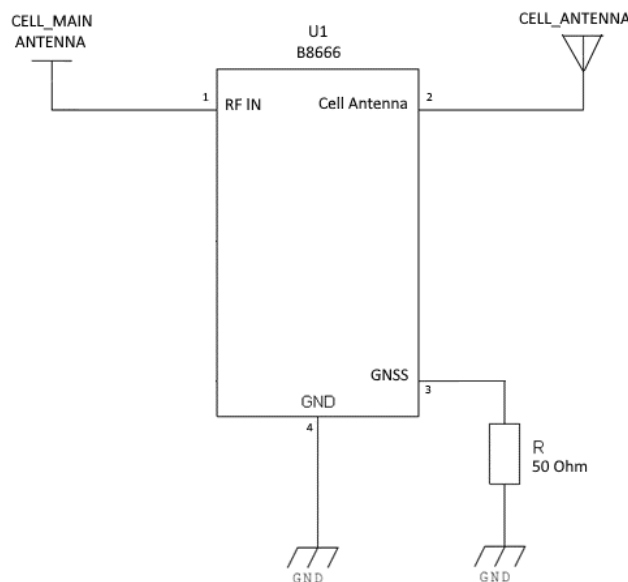 CELL_MAIN
ANTENNA
U1
B8666
CELL_ANTENNA
1
RF IN
Cell Antenna
2
GNSS
3
GND
4
R
50 Ohm
GND
GND